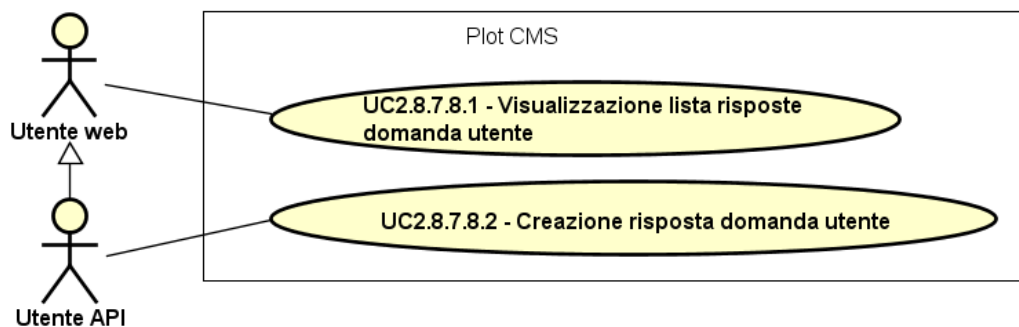 Plot CMS
UC2.8.7.8.1 - Visualizzazione lista risposte
domanda utente
Utente web
UC2.8.7.8.2 - Creazione risposta domanda utente
Utente API